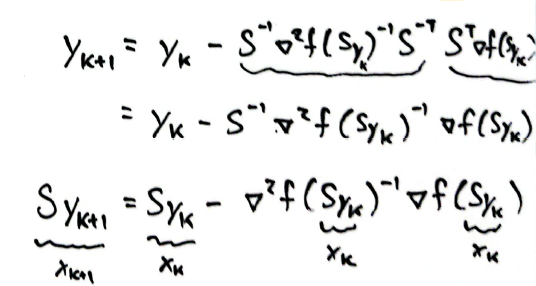 y_{k+1} = y_k - S^{-1} ∇²f(Sy_k)^{-1} S^{-T} S^T ∇f(Sy_k)
= y_k - S^{-1} ∇²f(Sy_k)^{-1} ∇f(Sy_k)
Sy_{k+1} = Sy_k - ∇²f(Sy_k)^{-1} ∇f(Sy_k)
x_{k+1} x_k x_k x_k